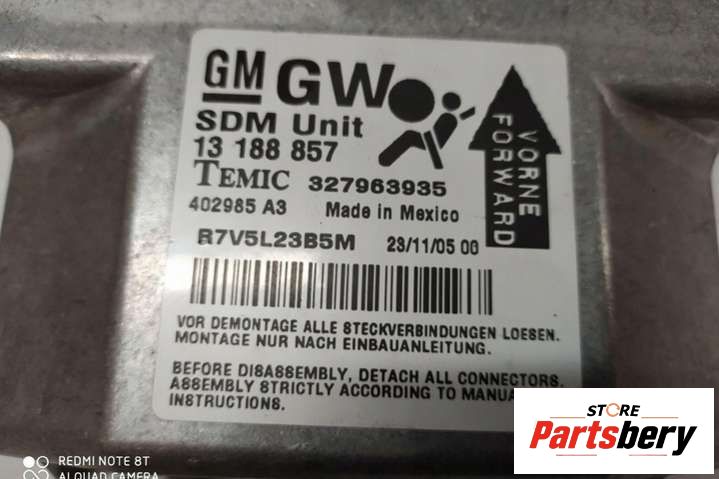 GM GW
SDM Unit
13 188 857
TEMIC 327963935
402985 A3 Made in Mexico
R7V5L23B5M 23/11/05 00
VORNE
FORWARD
VOR DEMONTAGE ALLE STECKVERBINDUNGEN LOESEN.
MONTAGE NUR NACH EINBAUANLEITUNG.
BEFORE DISASSEMBLY, DETACH ALL CONNECTORS.
ASSEMBLY STRICTLY ACCORDING TO MANUAL
INSTRUCTIONS.
STORE
Partsbery
REDMI NOTE 8T
AI QUAD CAMERA